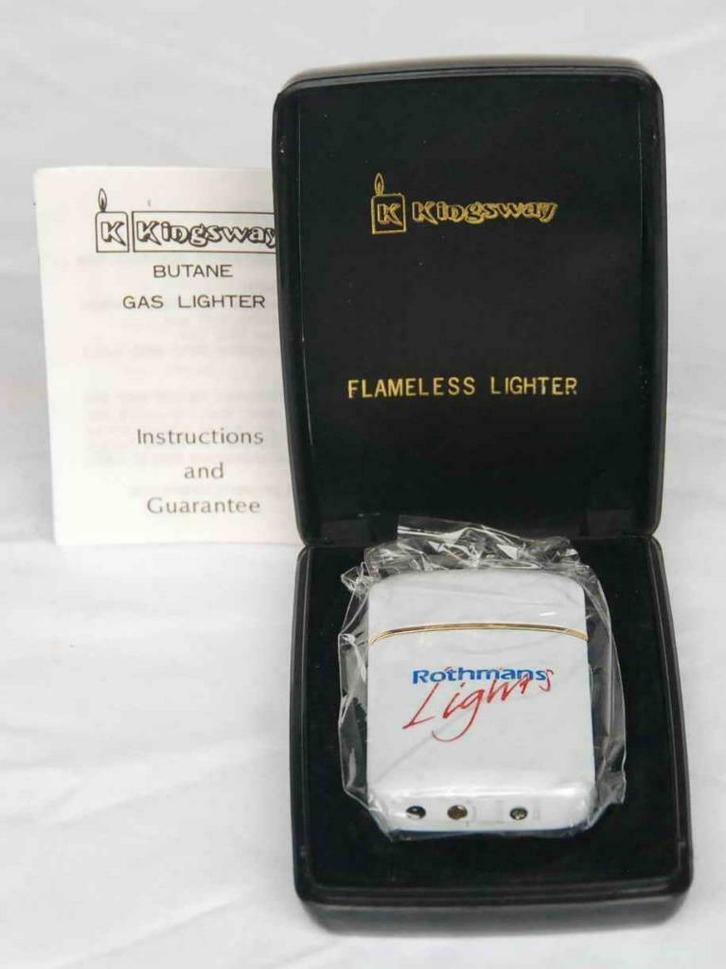 K Kingsway
BUTANE
GAS LIGHTER
Instructions
and
Guarantee
K Kingsway
FLAMELESS LIGHTER
Rothmans
Lights